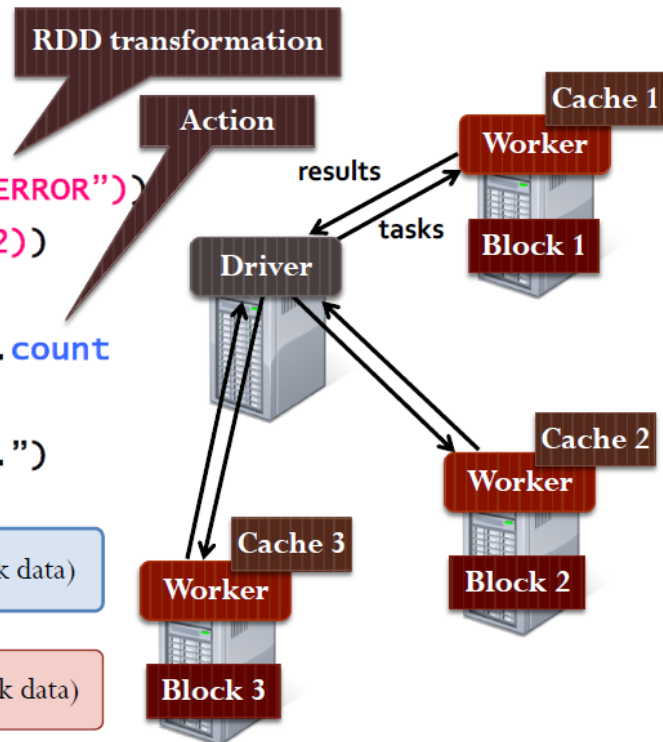 RDD transformation
Action
ERROR”))
2))
.count
.”)
k data)
k data)
results
tasks
Driver
Cache 1
Worker
Block 1
Cache 2
Worker
Block 2
Cache 3
Worker
Block 3